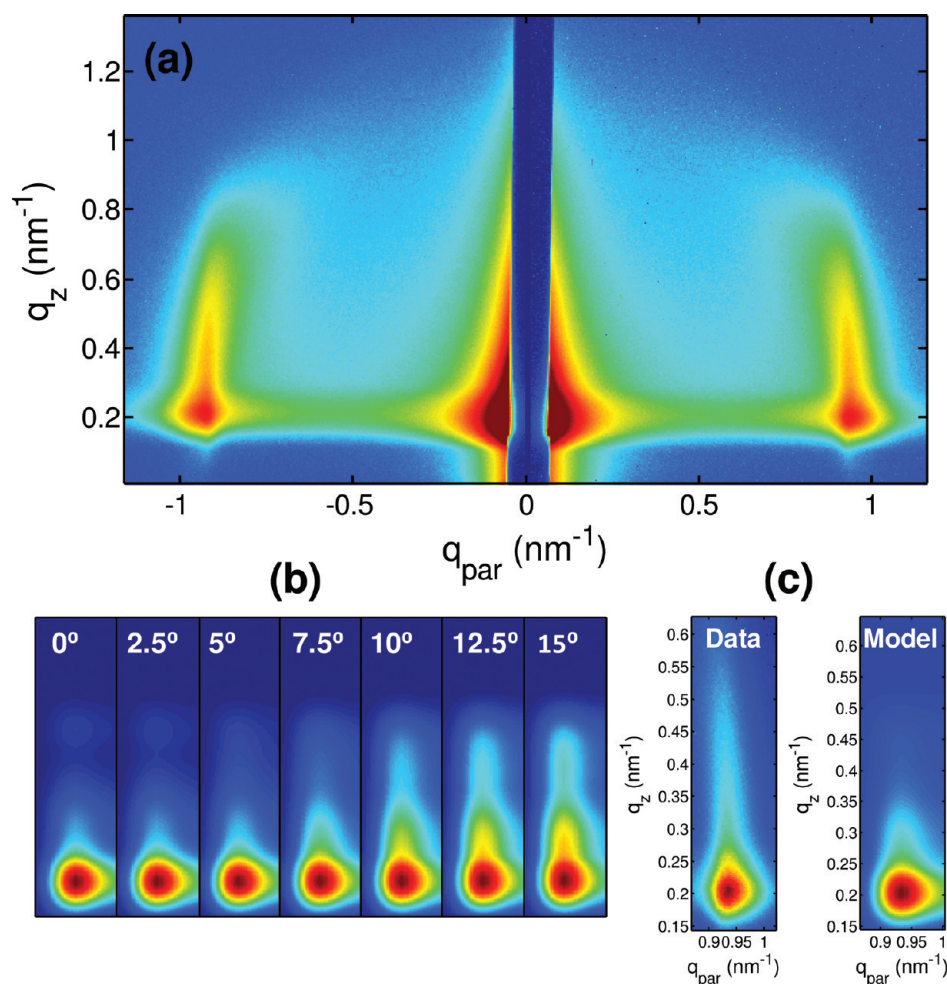 (a)
1.2
1
0.8
0.6
0.4
0.2
q_z (nm⁻¹)
-1
-0.5
0
0.5
1
q_par (nm⁻¹)
(b)
0º
2.5º
5º
7.5º
10º
12.5º
15º
(c)
Data
0.6
0.55
0.5
0.45
0.4
0.35
0.3
0.25
0.2
0.15
q_z (nm⁻¹)
0.9 0.95 1
q_par (nm⁻¹)
Model
0.6
0.55
0.5
0.45
0.4
0.35
0.3
0.25
0.2
0.15
q_z (nm⁻¹)
0.9 0.95 1
q_par (nm⁻¹)